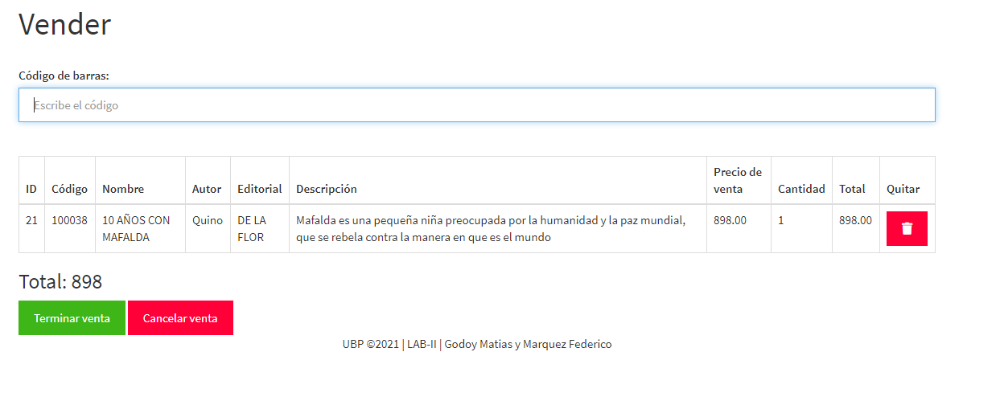 Vender
Código de barras:
Escribe el código
ID Código Nombre Autor Editorial Descripción Precio de venta Cantidad Total Quitar
21 100038 10 AÑOS CON MAFALDA Quino DE LA FLOR Mafalda es una pequeña niña preocupada por la humanidad y la paz mundial, que se rebela contra la manera en que es el mundo 898.00 1 898.00
Total: 898
Terminar venta Cancelar venta
UBP ©2021 | LAB-II | Godoy Matias y Marquez Federico